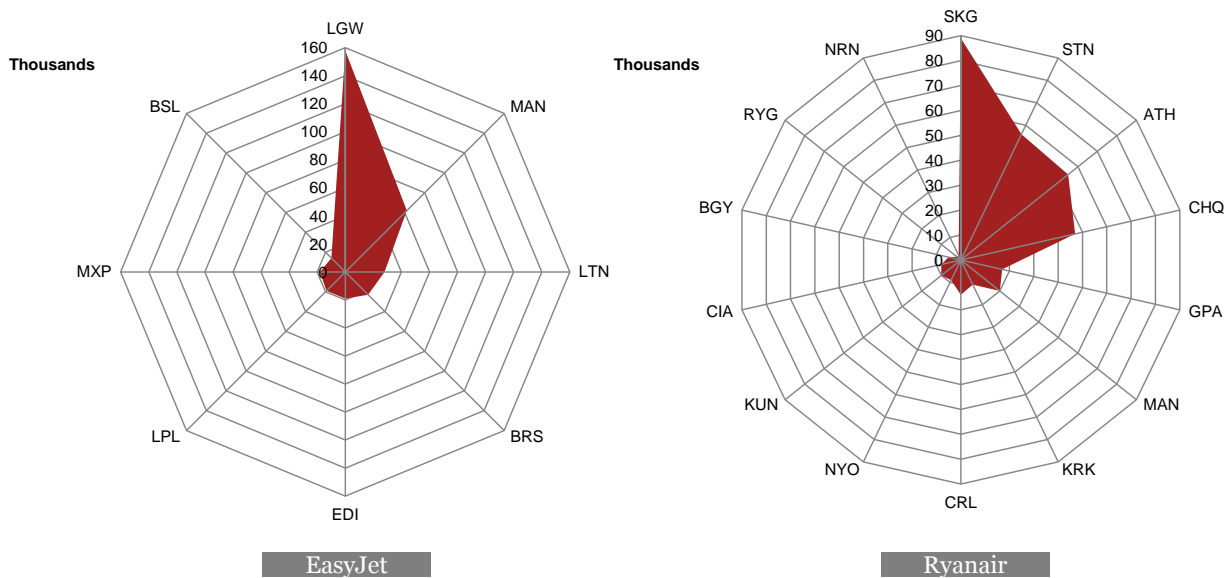 Thousands
LGW
MAN
LTN
BRS
EDI
LPL
MXP
BSL
160
140
120
100
80
60
40
20
0
EasyJet
Thousands
SKG
STN
ATH
CHQ
GPA
MAN
KRK
CRL
NYO
KUN
CIA
BGY
RYG
NRN
90
80
70
60
50
40
30
20
10
0
Ryanair